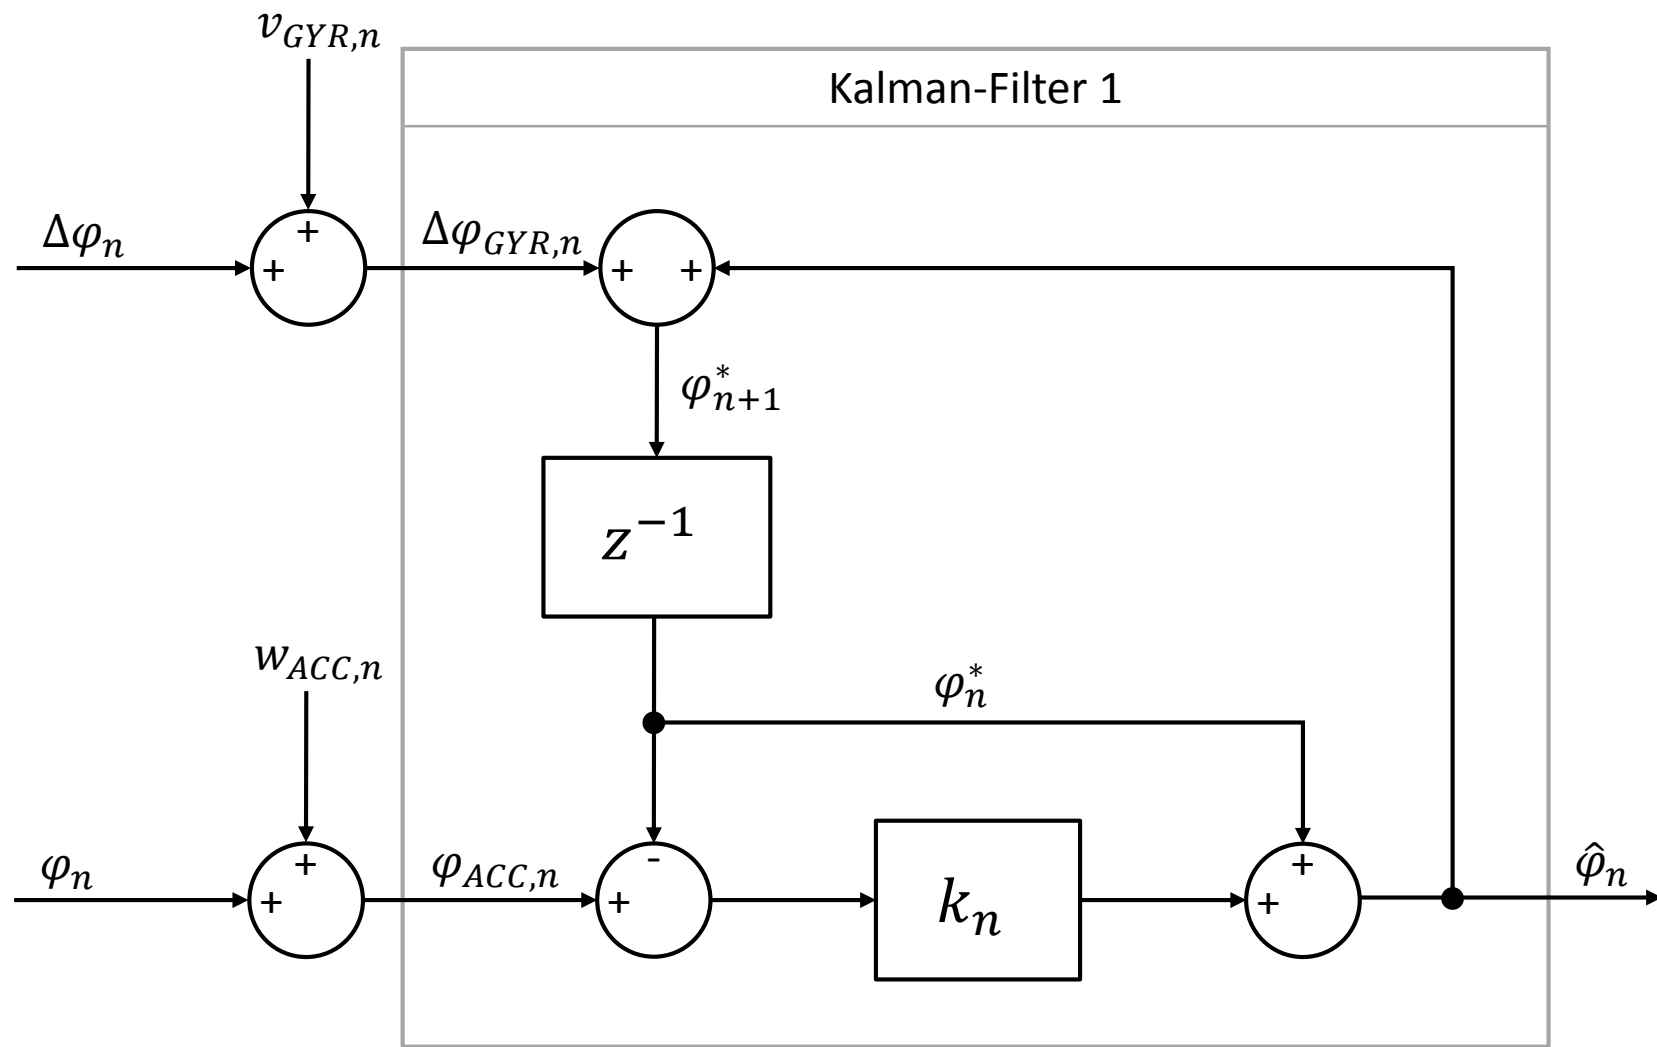 v_{GYR,n}
Kalman-Filter 1
Δφ_n
+
+
Δφ_{GYR,n}
+ +
φ^*_{n+1}
z^{-1}
w_{ACC,n}
φ^*_n
φ_n
+
+
φ_{ACC,n}
-
+
k_n
+
+
φ̂_n